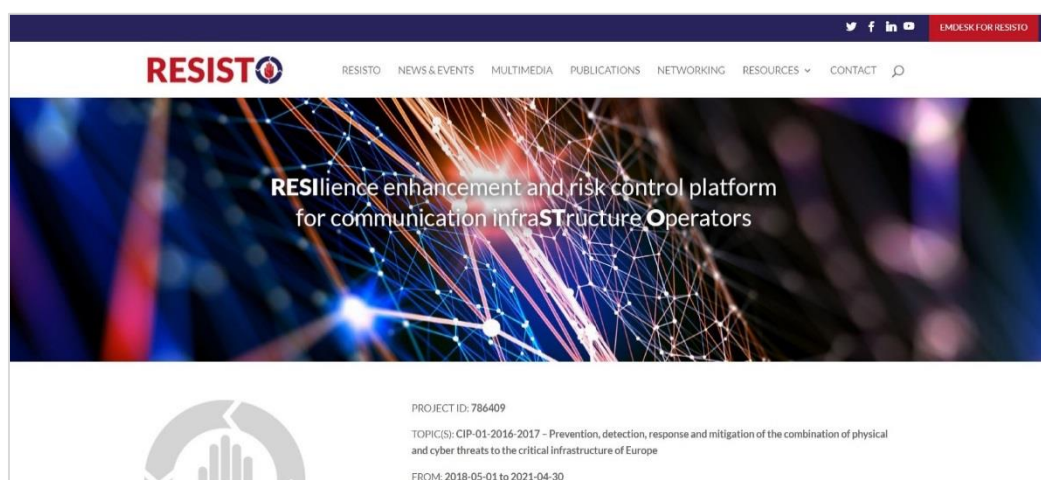 EMDESK FOR RESISTO
RESISTO
RESISTO NEWS & EVENTS MULTIMEDIA PUBLICATIONS NETWORKING RESOURCES CONTACT
RESIlience enhancement and risk control platform
for communication infraSTructure Operators
PROJECT ID: 786409
TOPIC(S): CIP-01-2016-2017 – Prevention, detection, response and mitigation of the combination of physical
and cyber threats to the critical infrastructure of Europe
FROM: 2018-05-01 to 2021-04-30